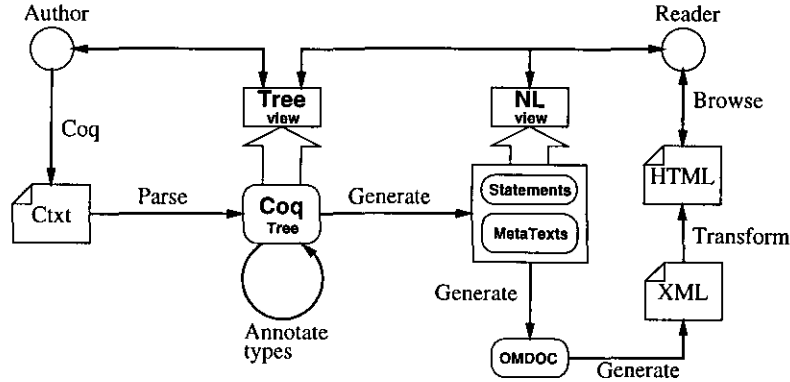 Author
Reader
Tree
view
NL
view
Browse
Coq
HTML
Statements
Ctxt
Parse
Coq
Tree
Generate
MetaTexts
Transform
Generate
XML
Annotate
types
OMDOC
Generate